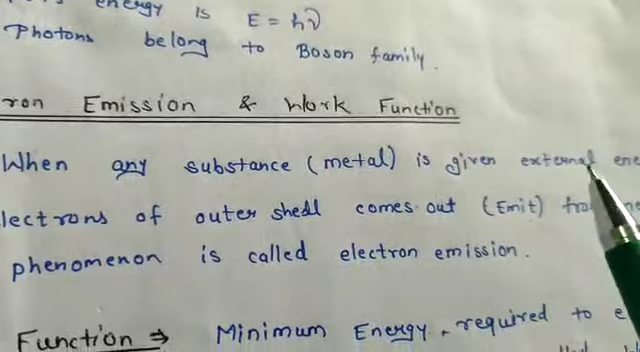 energy is E = hν
Photons belong to Boson family.
ron Emission & Work Function
When any substance (metal) is given external ene
lectrons of outer shell comes out (Emit)
phenomenon is called electron emission.
Function ⇒ Minimum Energy, required to e